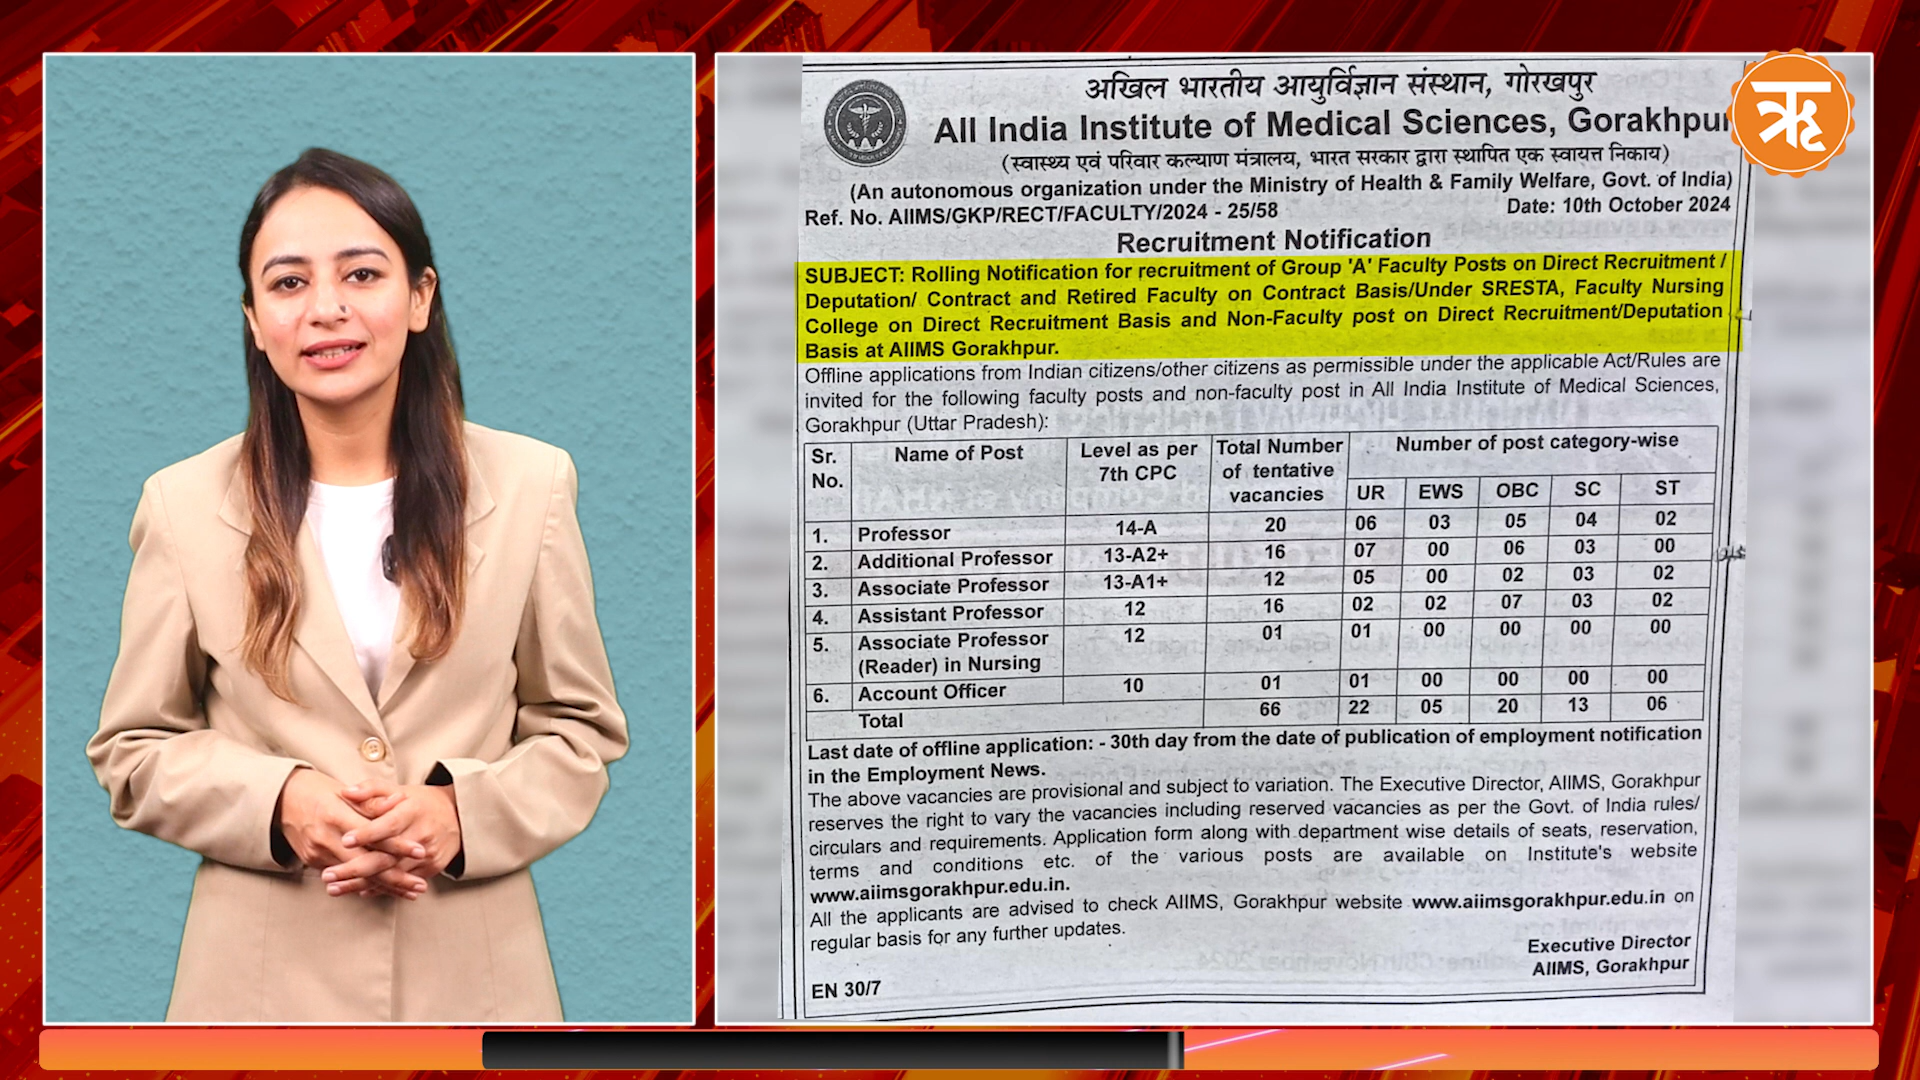 अखिल भारतीय आयुर्विज्ञान संस्थान, गोरखपुर
All India Institute of Medical Sciences, Gorakhpur
(स्वास्थ्य एवं परिवार कल्याण मंत्रालय, भारत सरकार द्वारा स्थापित एक स्वायत्त निकाय)
(An autonomous organization under the Ministry of Health & Family Welfare, Govt. of India)
Ref. No. AIIMS/GKP/RECT/FACULTY/2024 - 25/58 Date: 10th October 2024
Recruitment Notification
SUBJECT: Rolling Notification for recruitment of Group 'A' Faculty Posts on Direct Recruitment /
Deputation/ Contract and Retired Faculty on Contract Basis/Under SRESTA, Faculty Nursing
College on Direct Recruitment Basis and Non-Faculty post on Direct Recruitment/Deputation
Basis at AIIMS Gorakhpur.
Offline applications from Indian citizens/other citizens as permissible under the applicable Act/Rules are
invited for the following faculty posts and non-faculty post in All India Institute of Medical Sciences,
Gorakhpur (Uttar Pradesh):
Sr. No. Name of Post Level as per 7th CPC Total Number of tentative vacancies Number of post category-wise
UR EWS OBC SC ST
1. Professor 14-A 20 06 03 05 04 02
2. Additional Professor 13-A2+ 16 07 00 06 03 00
3. Associate Professor 13-A1+ 12 05 00 02 03 02
4. Assistant Professor 12 16 02 02 07 03 02
5. Associate Professor (Reader) in Nursing 12 01 01 00 00 00 00
6. Account Officer 10 01 01 00 00 00 00
Total 66 22 05 20 13 06
Last date of offline application: - 30th day from the date of publication of employment notification
in the Employment News.
The above vacancies are provisional and subject to variation. The Executive Director, AIIMS, Gorakhpur
reserves the right to vary the vacancies including reserved vacancies as per the Govt. of India rules/
circulars and requirements. Application form along with department wise details of seats, reservation,
terms and conditions etc. of the various posts are available on Institute's website
www.aiimsgorakhpur.edu.in.
All the applicants are advised to check AIIMS, Gorakhpur website www.aiimsgorakhpur.edu.in on
regular basis for any further updates.
Executive Director
AIIMS, Gorakhpur
EN 30/7
ऋ